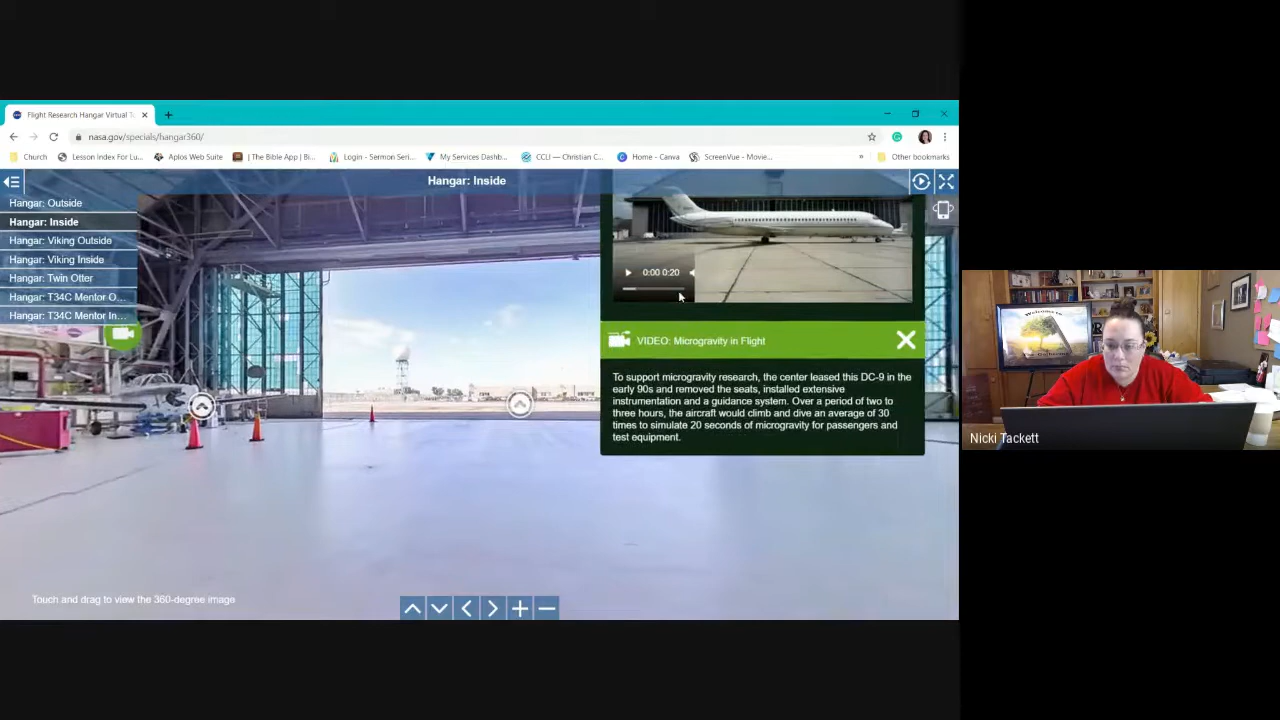 Flight Research Hangar Virtual T
nasa.gov/specials/hangar360/
Church
Lesson Index For Lu...
Aplos Web Suite
| The Bible App | Bi...
Login - Sermon Seri...
My Services Dashb...
CCLI — Christian C...
Home - Canva
ScreenVue - Movie...
»
Other bookmarks
Hangar: Inside
Hangar: Outside
Hangar: Inside
Hangar: Viking Outside
Hangar: Viking Inside
Hangar: Twin Otter
Hangar: T34C Mentor O...
Hangar: T34C Mentor In...
0:00 0:20
VIDEO: Microgravity in Flight
To support microgravity research, the center leased this DC-9 in the
early 90s and removed the seats, installed extensive
instrumentation and a guidance system. Over a period of two to
three hours, the aircraft would climb and dive an average of 30
times to simulate 20 seconds of microgravity for passengers and
test equipment.
Touch and drag to view the 360-degree image
Welcome to
Nicki Tackett